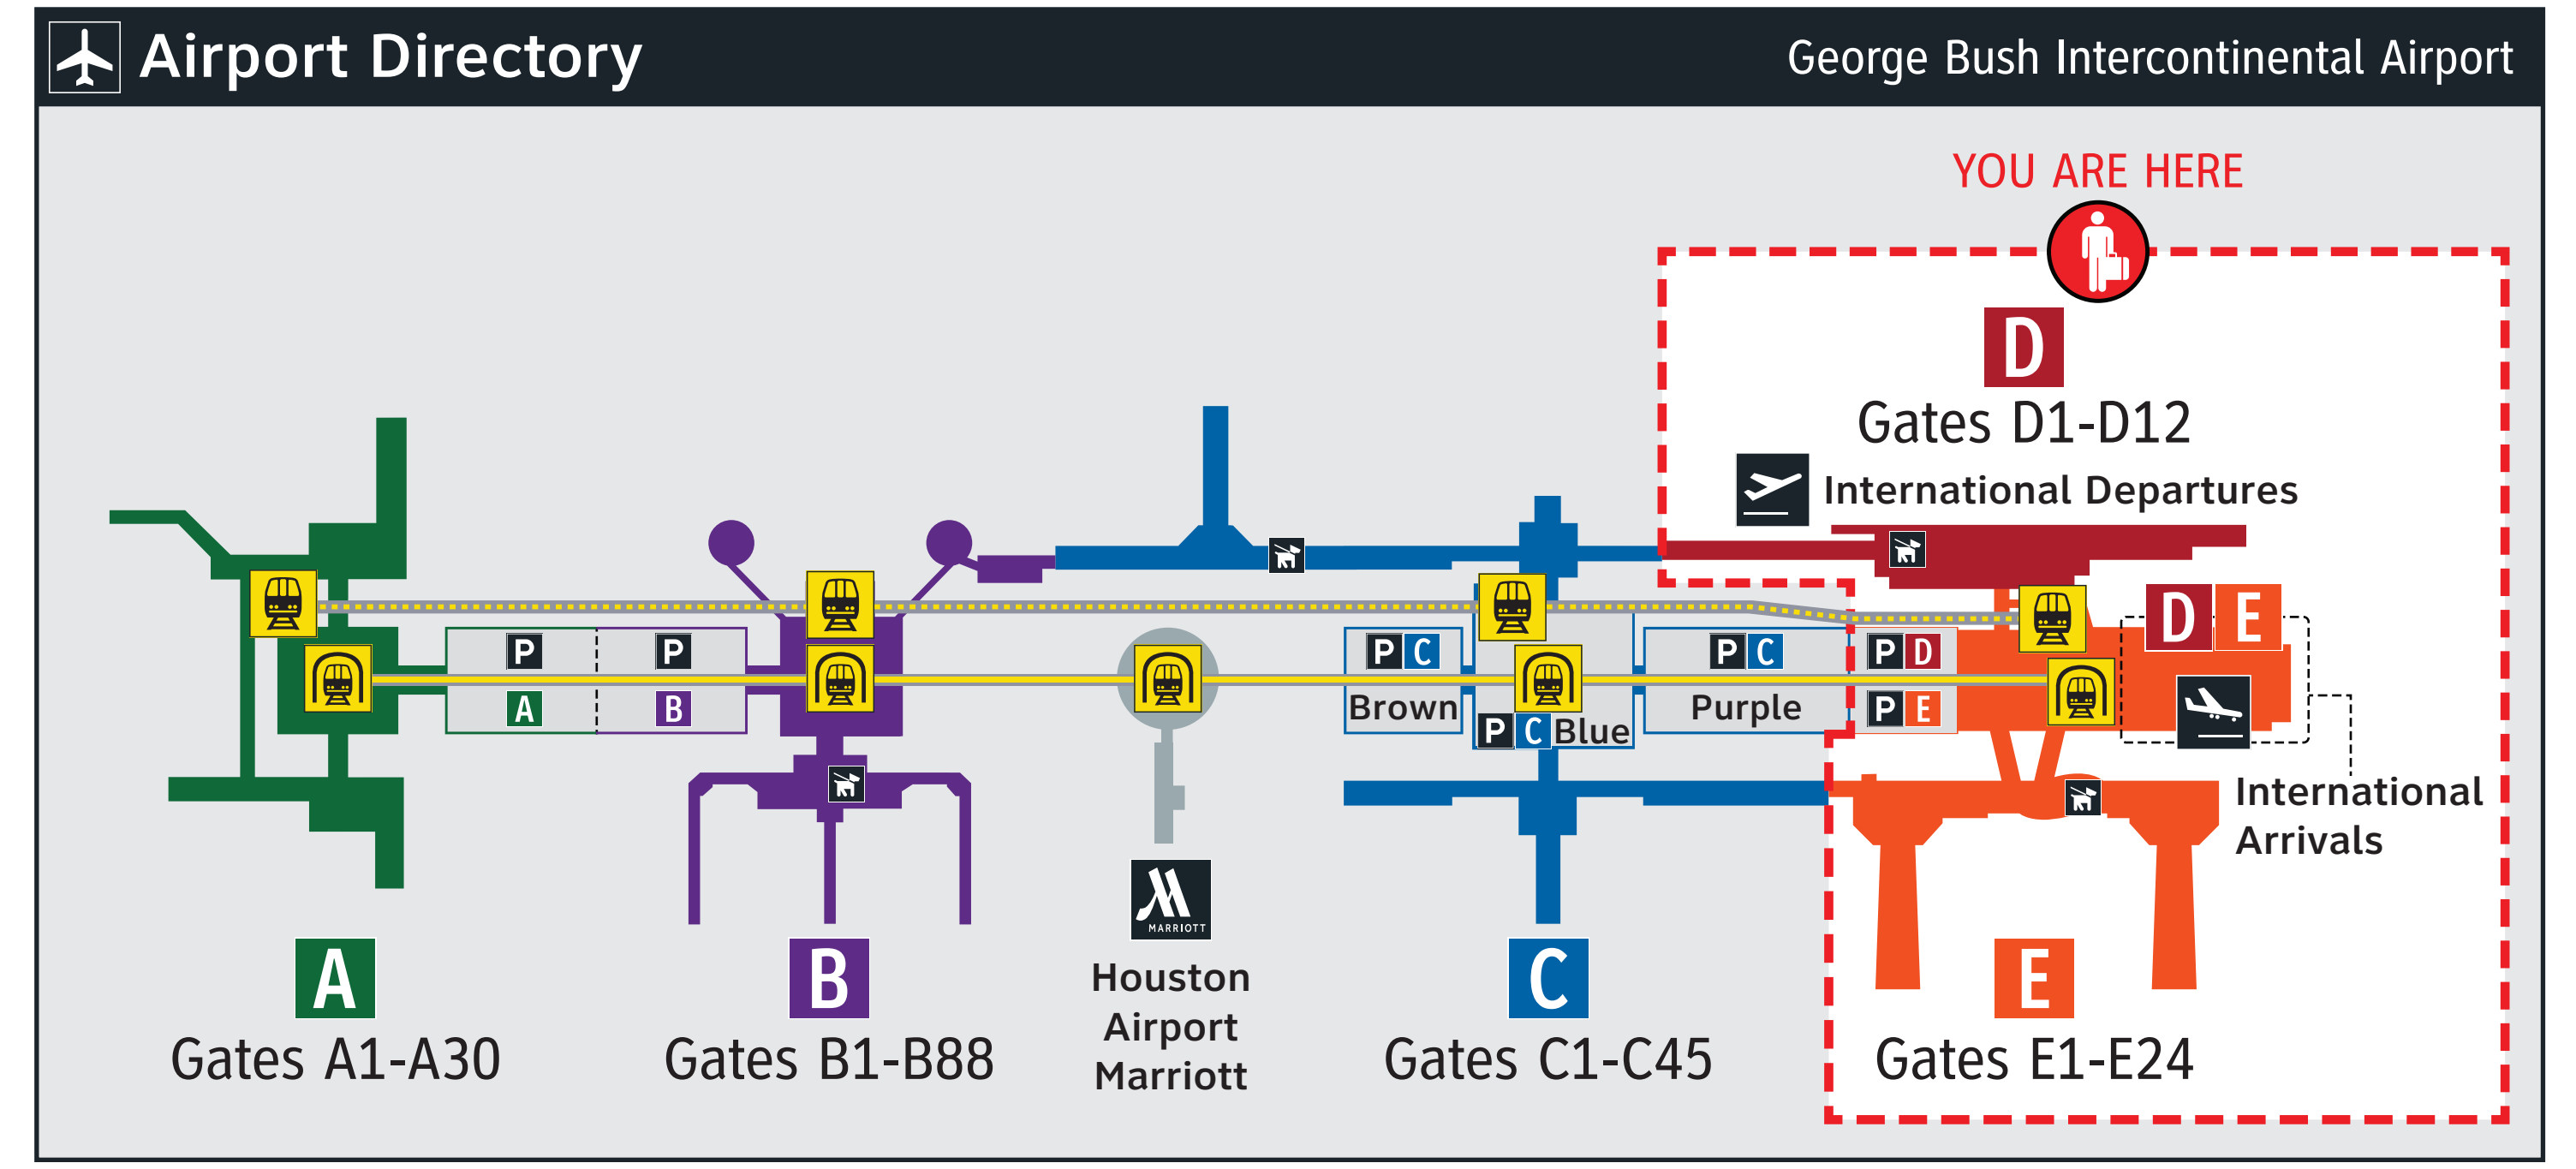 Airport Directory
George Bush Intercontinental Airport
YOU ARE HERE
D
Gates D1-D12
International Departures
D E
P
P
P C
P C
P D
A
B
Brown
P C Blue
Purple
P E
International
Arrivals
MARRIOTT
Houston
Airport
Marriott
A
Gates A1-A30
B
Gates B1-B88
C
Gates C1-C45
E
Gates E1-E24